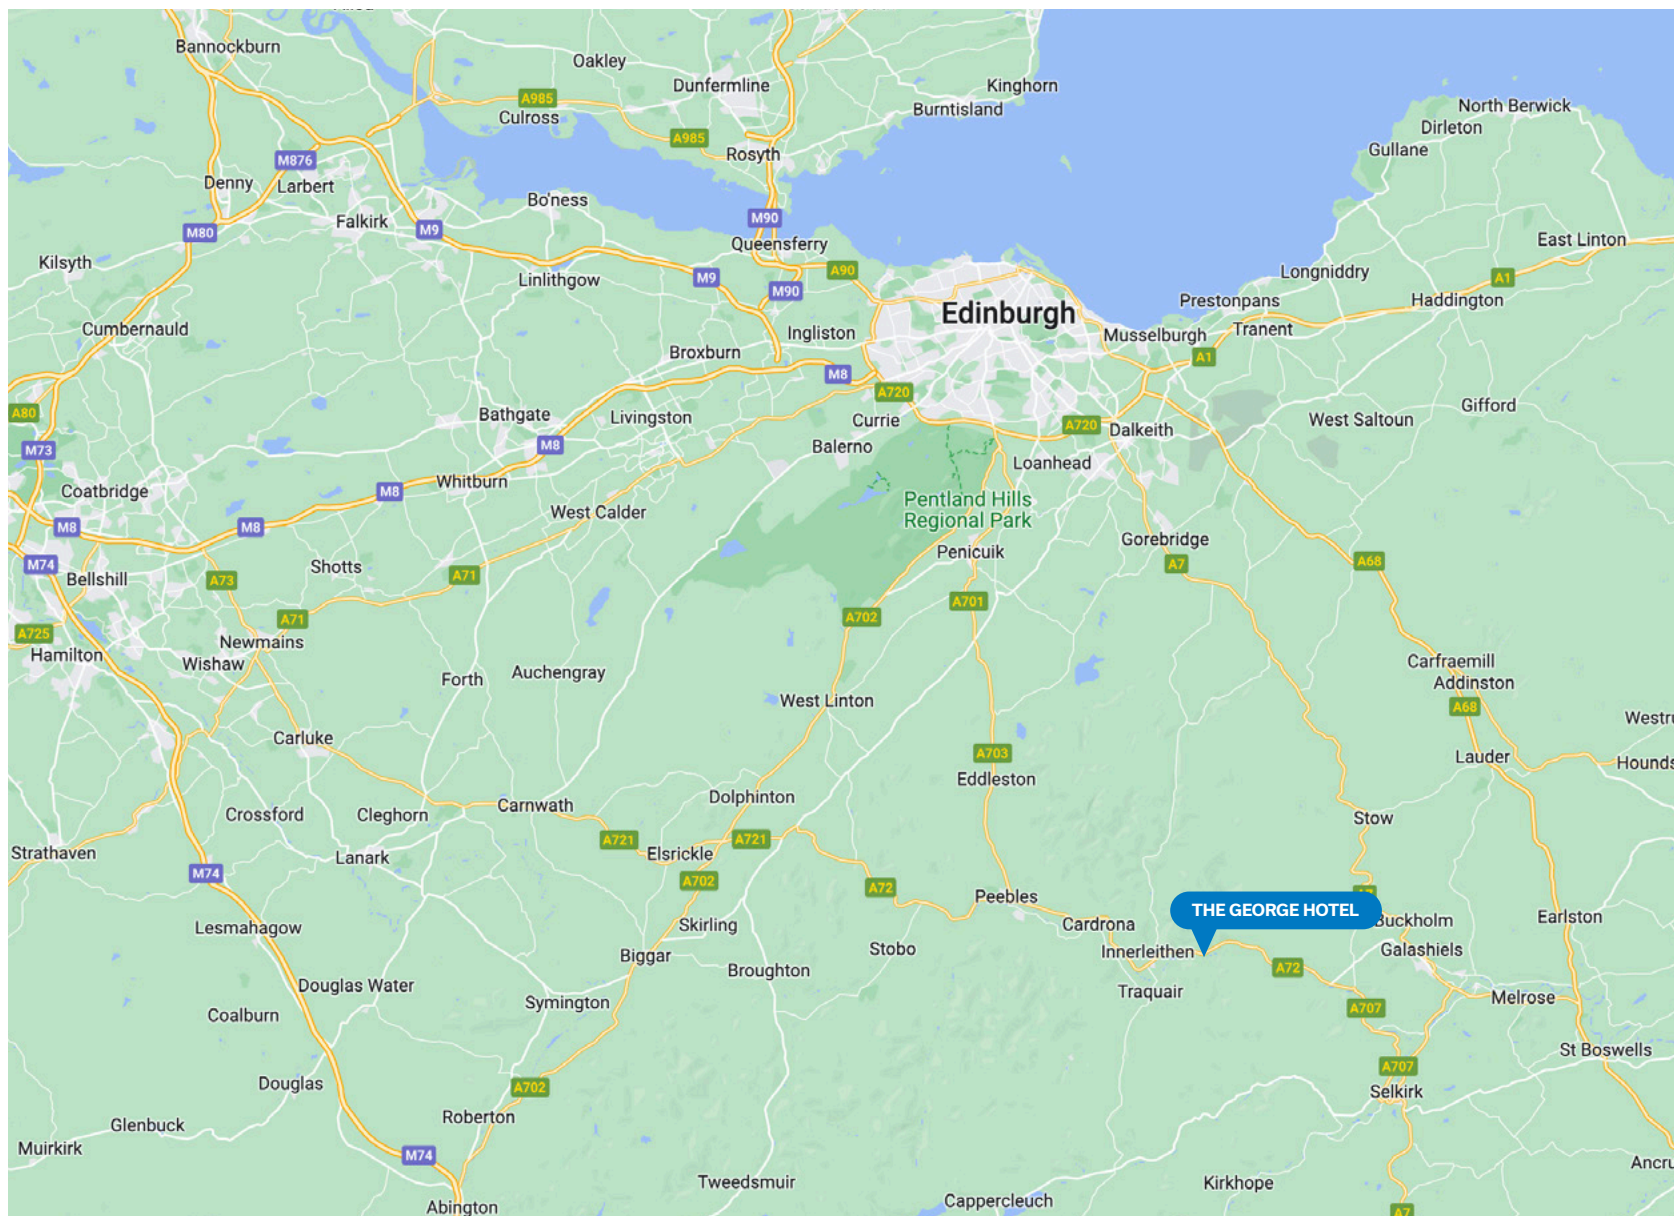 Bannockburn
Oakley
Dunfermline
Kinghorn
A985
Culross
Burntisland
North Berwick
Dirleton
A985
Gullane
M876
Rosyth
Denny
Larbert
Bo'ness
Falkirk
M90
M80
M9
Queensferry
East Linton
Kilsyth
Linlithgow
M9
A90
Longniddry
A1
M90
Prestonpans
Haddington
Edinburgh
Cumbernauld
Ingliston
Musselburgh
Tranent
Broxburn
A1
M8
A720
A80
Bathgate
Livingston
Currie
A720
Dalkeith
West Saltoun
Gifford
M73
M8
Balerno
Loanhead
Coatbridge
M8
Whitburn
Pentland Hills
Regional Park
West Calder
M8
M8
Penicuik
Gorebridge
M74
Bellshill
A73
Shotts
A71
A7
A68
A71
A702
A701
A725
Newmains
Hamilton
Wishaw
Forth
Auchengray
Carfraemill
Addinston
West Linton
A68
Westru
Carluke
A703
Lauder
Hounds
Eddleston
Crossford
Cleghorn
Carnwath
Dolphinton
Stow
Strathaven
Lanark
A721
Elsrickle
A721
M74
A702
A72
Peebles
A7
THE GEORGE HOTEL
Lesmahagow
Skirling
Cardrona
Buckholm
Earlston
Biggar
Stobo
Innerleithen
Galashiels
Broughton
A72
Douglas Water
Symington
Traquair
A707
Melrose
Coalburn
St Boswells
Douglas
A702
A707
Selkirk
Glenbuck
Roberton
Muirkirk
M74
Ancru
Tweedsmuir
Kirkhope
Abington
Cappercleuch
A7